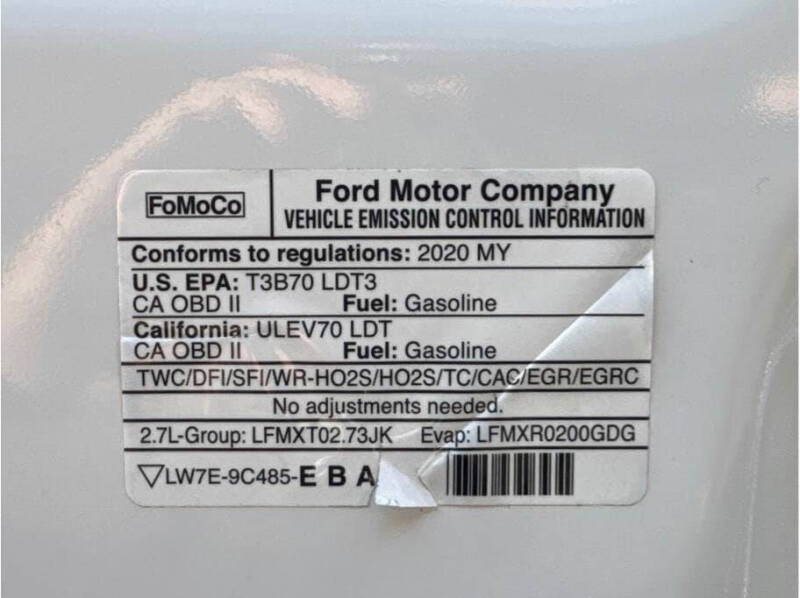 FoMoCo
Ford Motor Company
VEHICLE EMISSION CONTROL INFORMATION
Conforms to regulations: 2020 MY
U.S. EPA: T3B70 LDT3
CA OBD II Fuel: Gasoline
California: ULEV70 LDT
CA OBD II Fuel: Gasoline
TWC/DFI/SFI/WR-HO2S/HO2S/TC/CAC/EGR/EGRC
No adjustments needed.
2.7L-Group: LFMXT02.73JK Evap: LFMXR0200GDG
▽LW7E-9C485-E B A